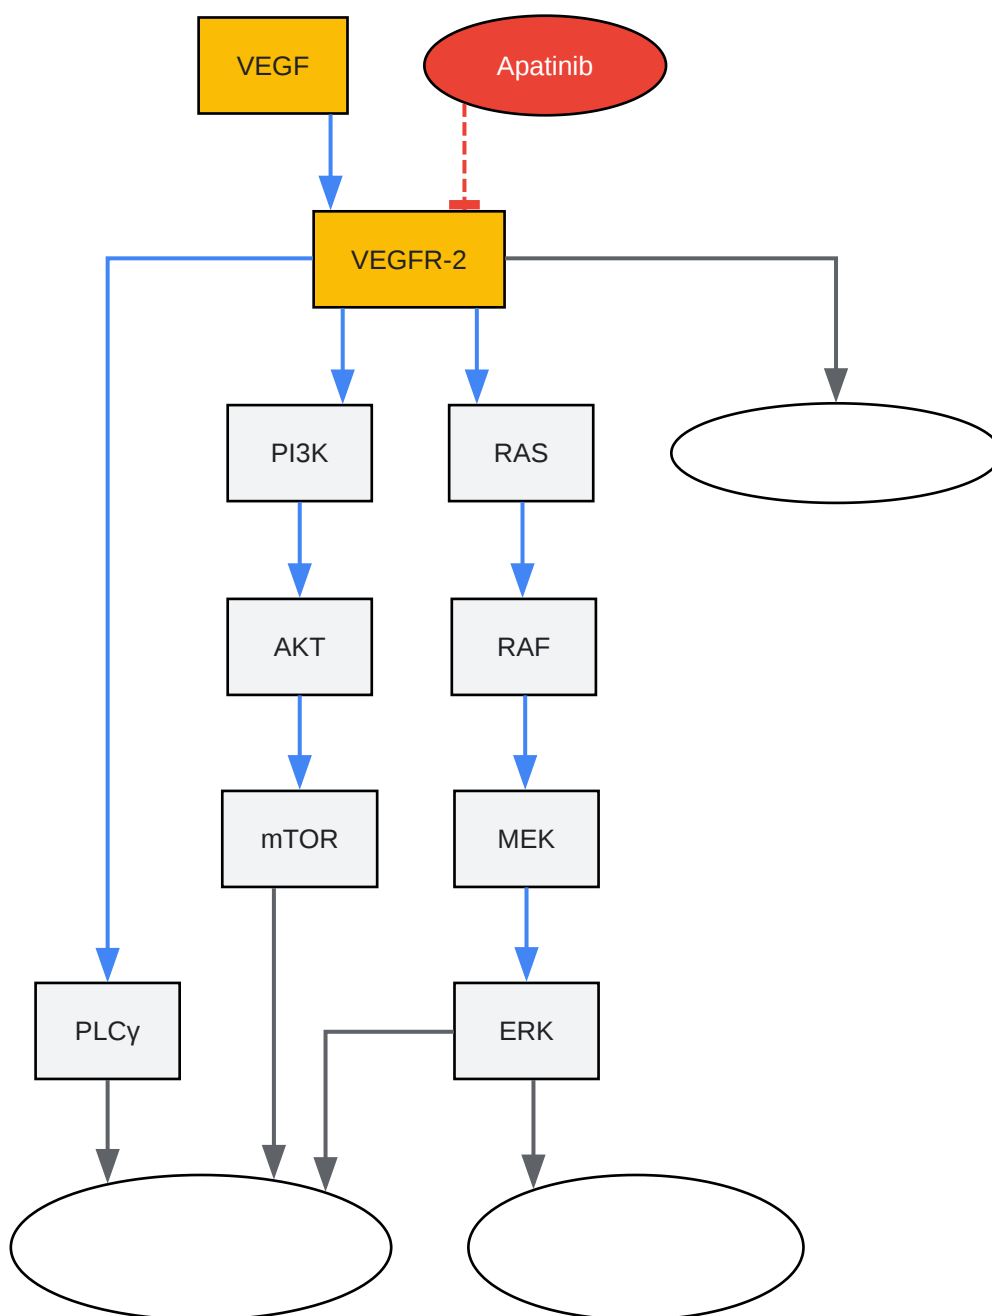 VEGF
Apatinib
VEGFR-2
PI3K
RAS
AKT
RAF
mTOR
MEK
PLCγ
ERK